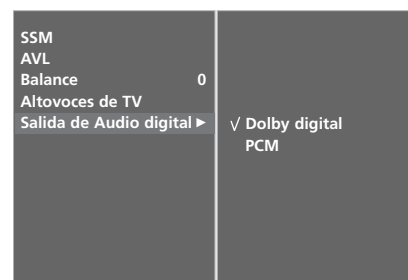 SSM
AVL
Balance 0
Altovoces de TV
Salida de Audio digital ►
√ Dolby digital
PCM